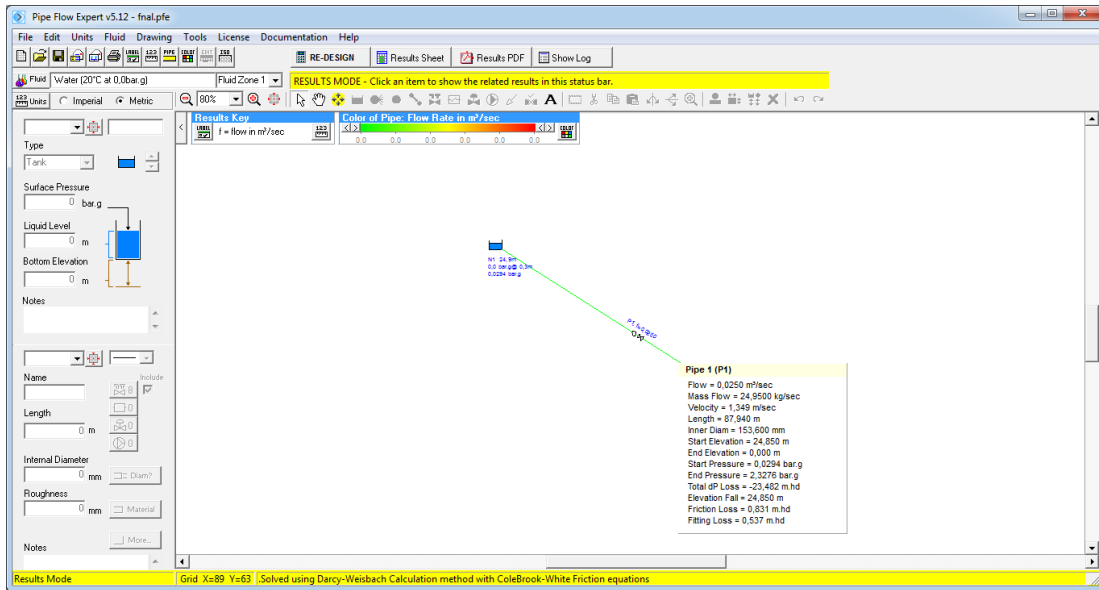 Pipe Flow Expert v5.12 - fnal.pfe
File Edit Units Fluid Drawing Tools License Documentation Help
RE-DESIGN Results Sheet Results PDF Show Log
Fluid Water (20°C at 0,0bar.g) Fluid Zone 1 RESULTS MODE - Click an item to show the related results in this status bar.
Units Imperial Metric 80%
Results Key
f = flow in m³/sec
Color of Pipe: Flow Rate in m³/sec
0.0 0.0 0.0 0.0 0.0 0.0
Type
Tank
Surface Pressure
0 bar.g
Liquid Level
0 m
Bottom Elevation
0 m
Notes
Name
Include
Length
0 m
Internal Diameter
0 mm Diam?
Roughness
0 mm Material
More...
Notes
N1 24,9m
0,0 bar.g@ 0,3m
0,0294 bar.g
Pipe 1 (P1)
Flow = 0,0250 m³/sec
Mass Flow = 24,9500 kg/sec
Velocity = 1,349 m/sec
Length = 87,940 m
Inner Diam = 153,600 mm
Start Elevation = 24,850 m
End Elevation = 0,000 m
Start Pressure = 0,0294 bar.g
End Pressure = 2,3276 bar.g
Total dP Loss = -23,482 m.hd
Elevation Fall = 24,850 m
Friction Loss = 0,831 m.hd
Fitting Loss = 0,537 m.hd
Results Mode Grid X=89 Y=63 .Solved using Darcy-Weisbach Calculation method with ColeBrook-White Friction equations